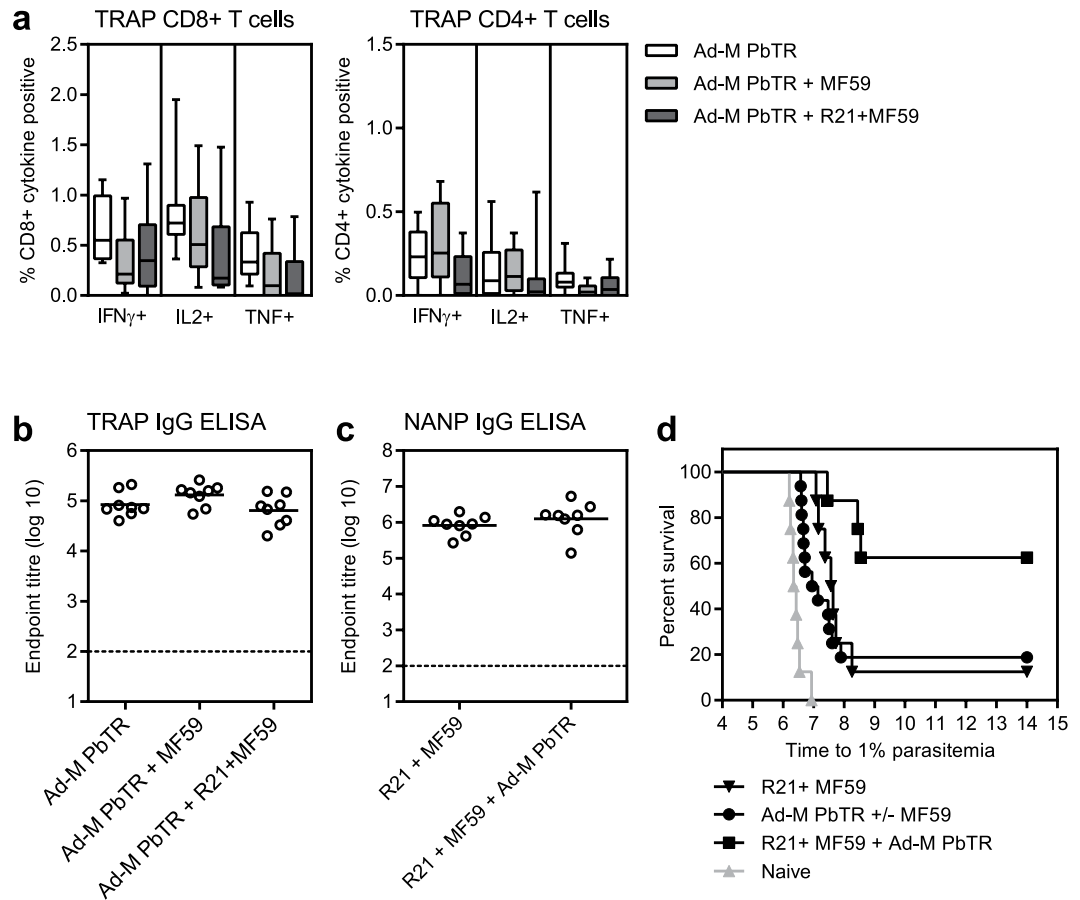 a
TRAP CD8+ T cells
% CD8+ cytokine positive
2.5
2.0
1.5
1.0
0.5
0.0
IFNγ+ IL2+ TNF+
TRAP CD4+ T cells
% CD4+ cytokine positive
1.5
1.0
0.5
0.0
IFNγ+ IL2+ TNF+
Ad-M PbTR
Ad-M PbTR + MF59
Ad-M PbTR + R21+MF59
b
TRAP IgG ELISA
Endpoint titre (log 10)
6
5
4
3
2
1
Ad-M PbTR
Ad-M PbTR + MF59
Ad-M PbTR + R21+MF59
c
NANP IgG ELISA
Endpoint titre (log 10)
8
7
6
5
4
3
2
1
R21 + MF59
R21 + MF59 + Ad-M PbTR
d
Percent survival
100
80
60
40
20
0
4 5 6 7 8 9 10 11 12 13 14 15
Time to 1% parasitemia
R21+ MF59
Ad-M PbTR +/- MF59
R21+ MF59 + Ad-M PbTR
Naive